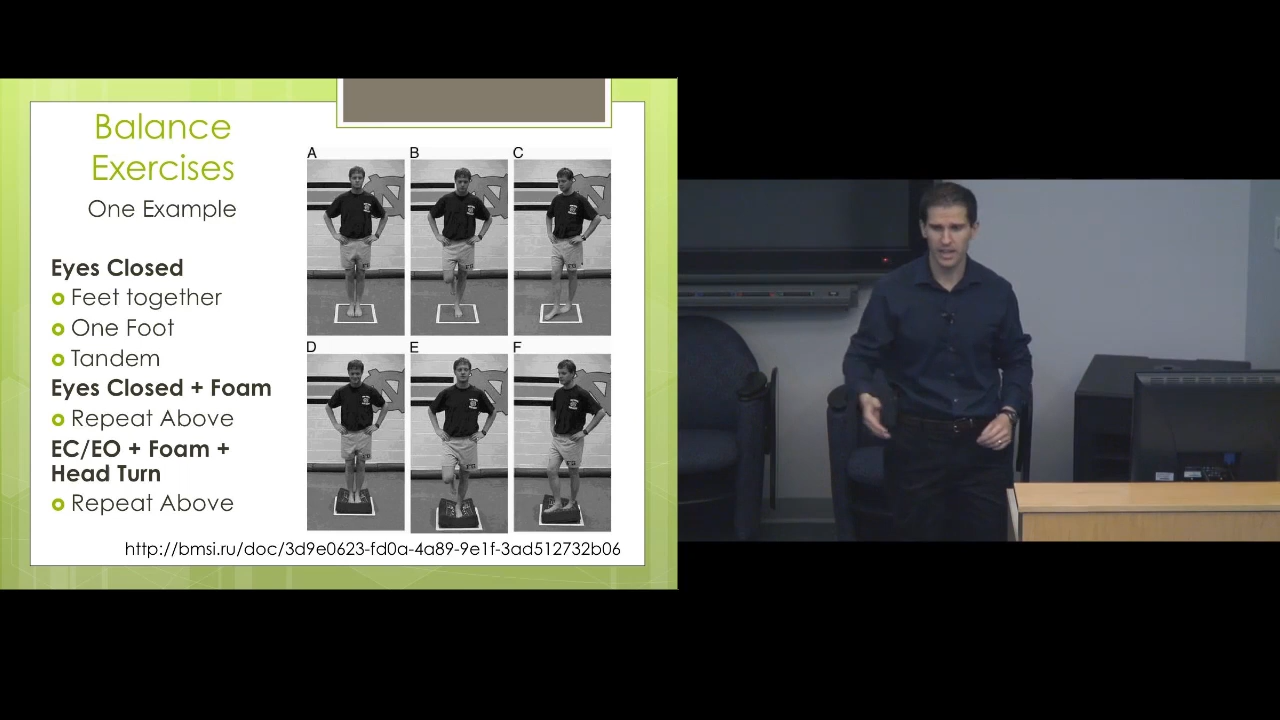 Balance
Exercises
One Example
Eyes Closed
Feet together
One Foot
Tandem
Eyes Closed + Foam
Repeat Above
EC/EO + Foam +
Head Turn
Repeat Above
A
B
C
D
E
F
http://bmsi.ru/doc/3d9e0623-fd0a-4a89-9e1f-3ad512732b06